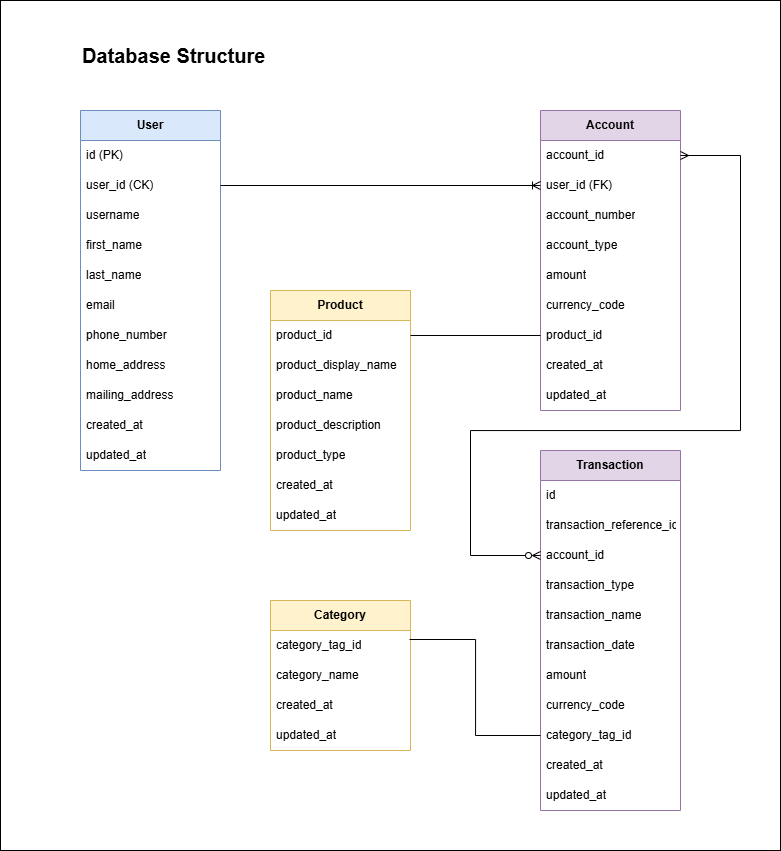 Database Structure
User
id (PK)
user_id (CK)
username
first_name
last_name
email
phone_number
home_address
mailing_address
created_at
updated_at
Account
account_id
user_id (FK)
account_number
account_type
amount
currency_code
product_id
created_at
updated_at
Product
product_id
product_display_name
product_name
product_description
product_type
created_at
updated_at
Transaction
id
transaction_reference_ic
account_id
transaction_type
transaction_name
transaction_date
amount
currency_code
category_tag_id
created_at
updated_at
Category
category_tag_id
category_name
created_at
updated_at